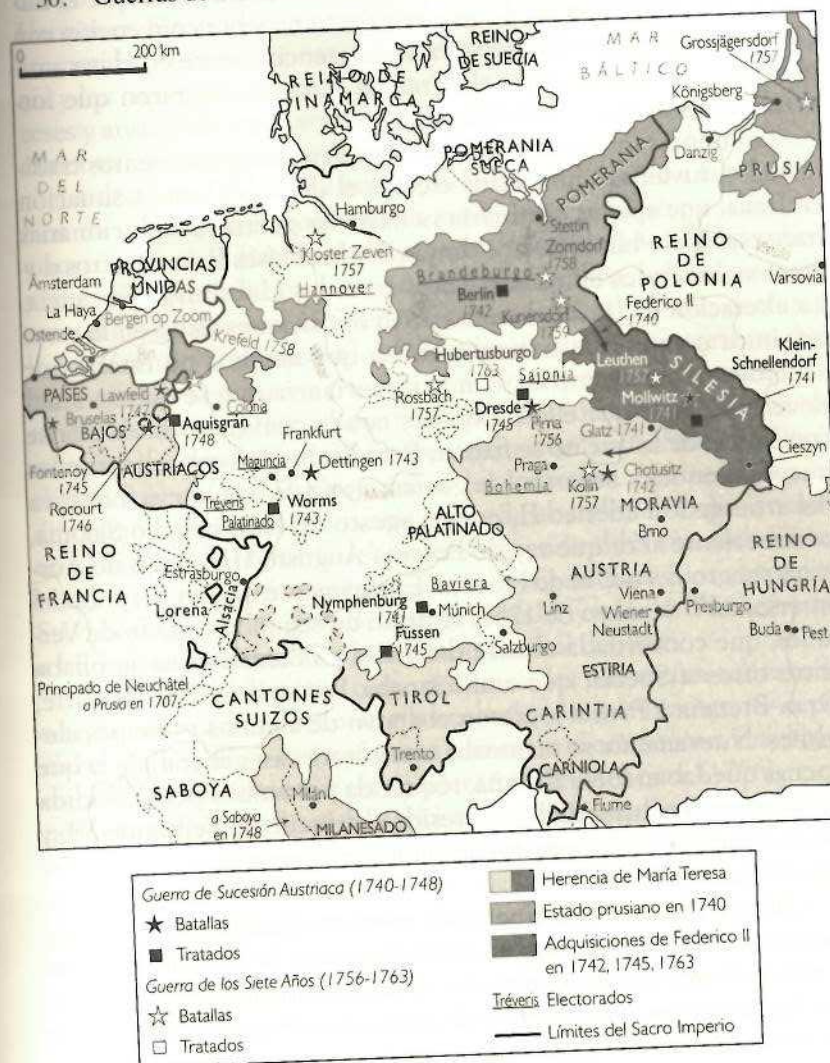 200 km
0
REINO
DE SUECIA
MAR
BÁLTICO
Grossjägersdorf
1757
Königsberg
REINO DE
DINAMARCA
POMERANIA
SUECA
POMERANIA
Danzig
PRUSIA
MAR
DEL
NORTE
Hamburgo
Stettin
Zorndorf
1758
Kloster Zeven
1757
Hannover
PROVINCIAS
UNIDAS
Brandeburgo
Berlin
1742
REINO
DE
POLONIA
Varsovia
Amsterdam
La Haya
Bergen op Zoom
Ostende
Kunersdorf
1759
Federico II
1740
Krefeld 1758
Hubertusburgo
1763
Sajonia
Leuthen
1757
SILESIA
Klein-
Schnellendorf
1741
PAÍSES
BAJOS
AUSTRÍACOS
Lawfeld
1747
Bruselas
Colonia
Rossbach
1757
Dresde
1745
Pirna
1756
Mollwitz
1741
Glatz 1741
Aquisgrán
1748
Frankfurt
Cieszyn
Fontenoy
1745
Rocourt
1746
Maguncia
Dettingen 1743
Praga
Bohemia
Kolin
1757
Chotusitz
1742
Tréveris
Palatinado
Worms
1743
ALTO
PALATINADO
MORAVIA
Brno
REINO
DE
FRANCIA
Estrasburgo
Lorena
Alsacia
Baviera
AUSTRIA
REINO
DE
HUNGRÍA
Nymphenburg
1741
Múnich
Linz
Viena
Wiener
Neustadt
Presburgo
Füssen
1745
Salzburgo
Buda
Pest
ESTIRIA
Principado de Neuchâtel
a Prusia en 1707
CANTONES
SUIZOS
TIROL
CARINTIA
Trento
CARNIOLA
SABOYA
Milán
a Saboya
en 1748
MILANESADO
Fiume
Guerra de Sucesión Austriaca (1740-1748)
Batallas
Tratados
Guerra de los Siete Años (1756-1763)
Batallas
Tratados
Herencia de María Teresa
Estado prusiano en 1740
Adquisiciones de Federico II
en 1742, 1745, 1763
Tréveris Electorados
Límites del Sacro Imperio